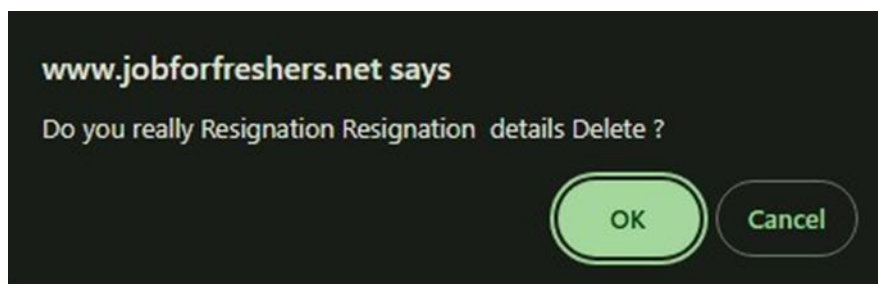 www.jobforfreshers.net says
Do you really Resignation Resignation  details Delete ?
OK Cancel